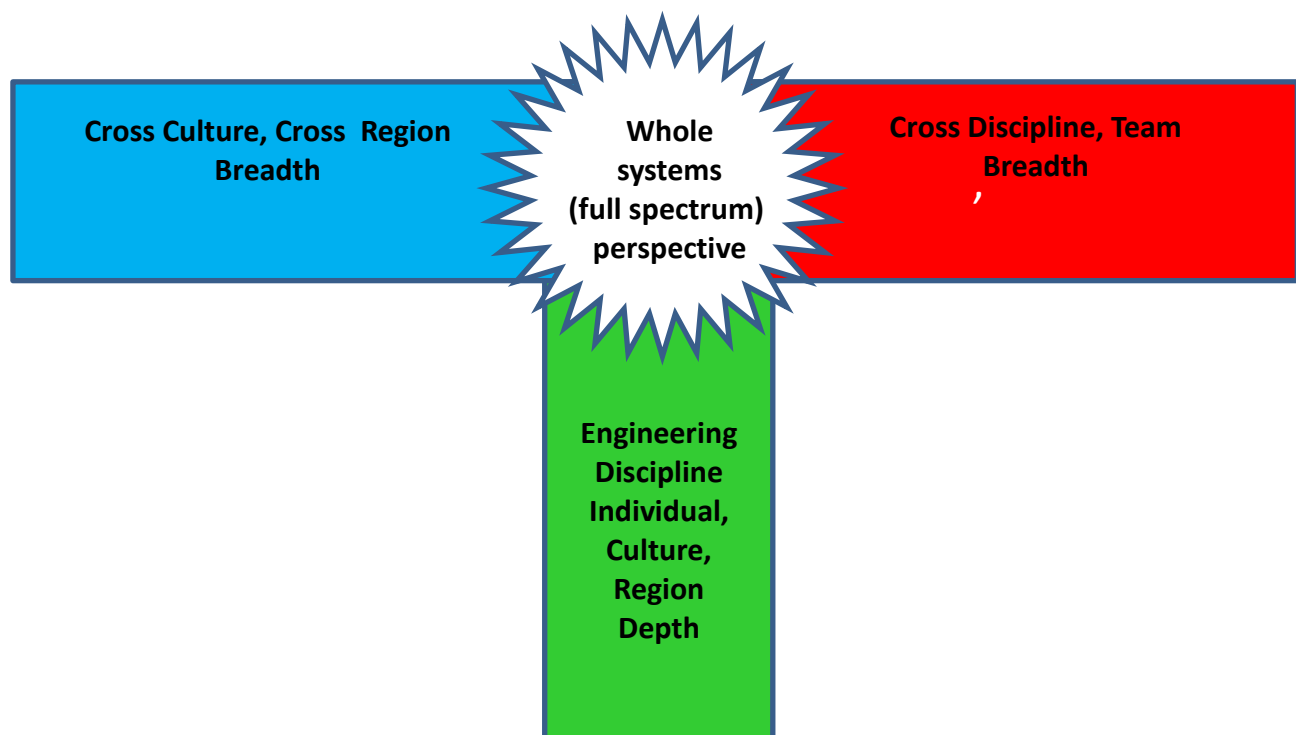 Cross Culture, Cross  Region
Breadth
Whole
systems
(full spectrum)
perspective
Cross Discipline, Team
Breadth
,
Engineering
Discipline
Individual,
Culture,
Region
Depth